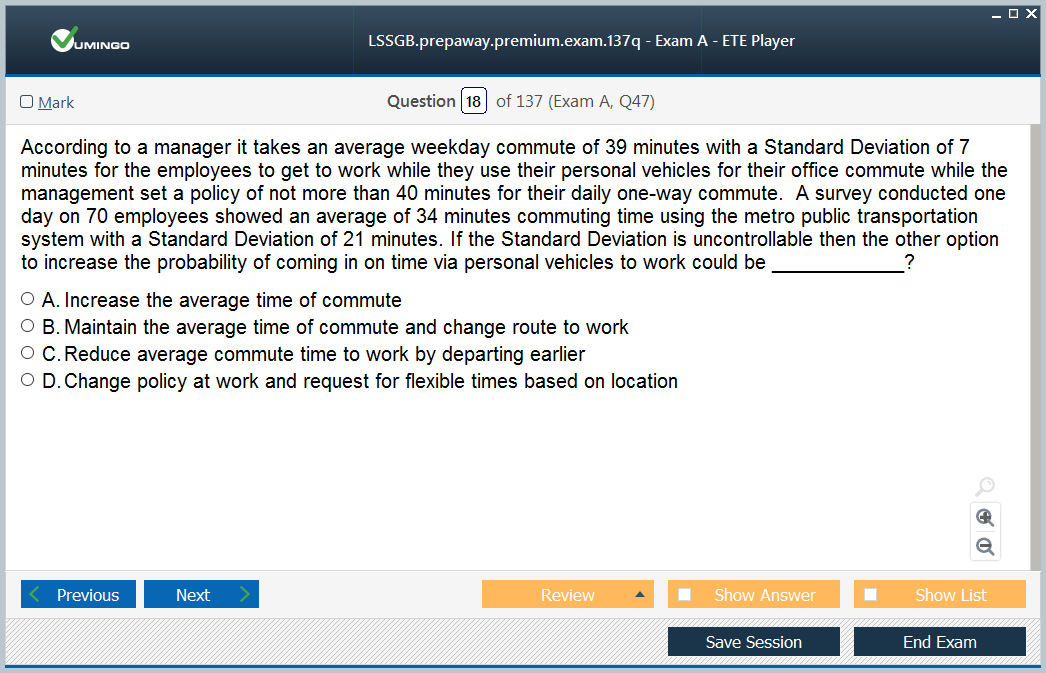 VUMINGO
LSSGB.prepaway.premium.exam.137q - Exam A - ETE Player
Mark
Question 18 of 137 (Exam A, Q47)
According to a manager it takes an average weekday commute of 39 minutes with a Standard Deviation of 7
minutes for the employees to get to work while they use their personal vehicles for their office commute while the
management set a policy of not more than 40 minutes for their daily one-way commute.  A survey conducted one
day on 70 employees showed an average of 34 minutes commuting time using the metro public transportation
system with a Standard Deviation of 21 minutes. If the Standard Deviation is uncontrollable then the other option
to increase the probability of coming in on time via personal vehicles to work could be ____________?
A. Increase the average time of commute
B. Maintain the average time of commute and change route to work
C. Reduce average commute time to work by departing earlier
D. Change policy at work and request for flexible times based on location
Previous
Next
Review
Show Answer
Show List
Save Session
End Exam